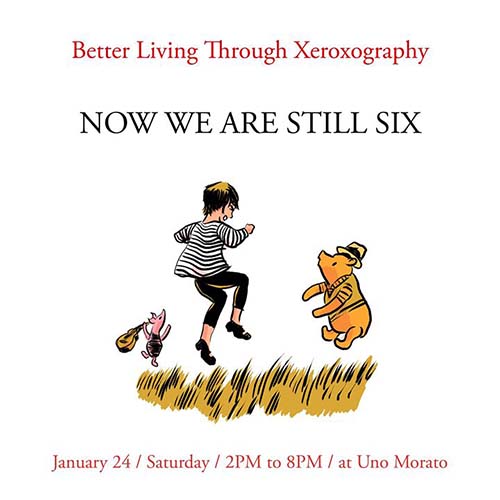 Better Living Through Xeroxography
NOW WE ARE STILL SIX
January 24 / Saturday / 2PM to 8PM / at Uno Morato